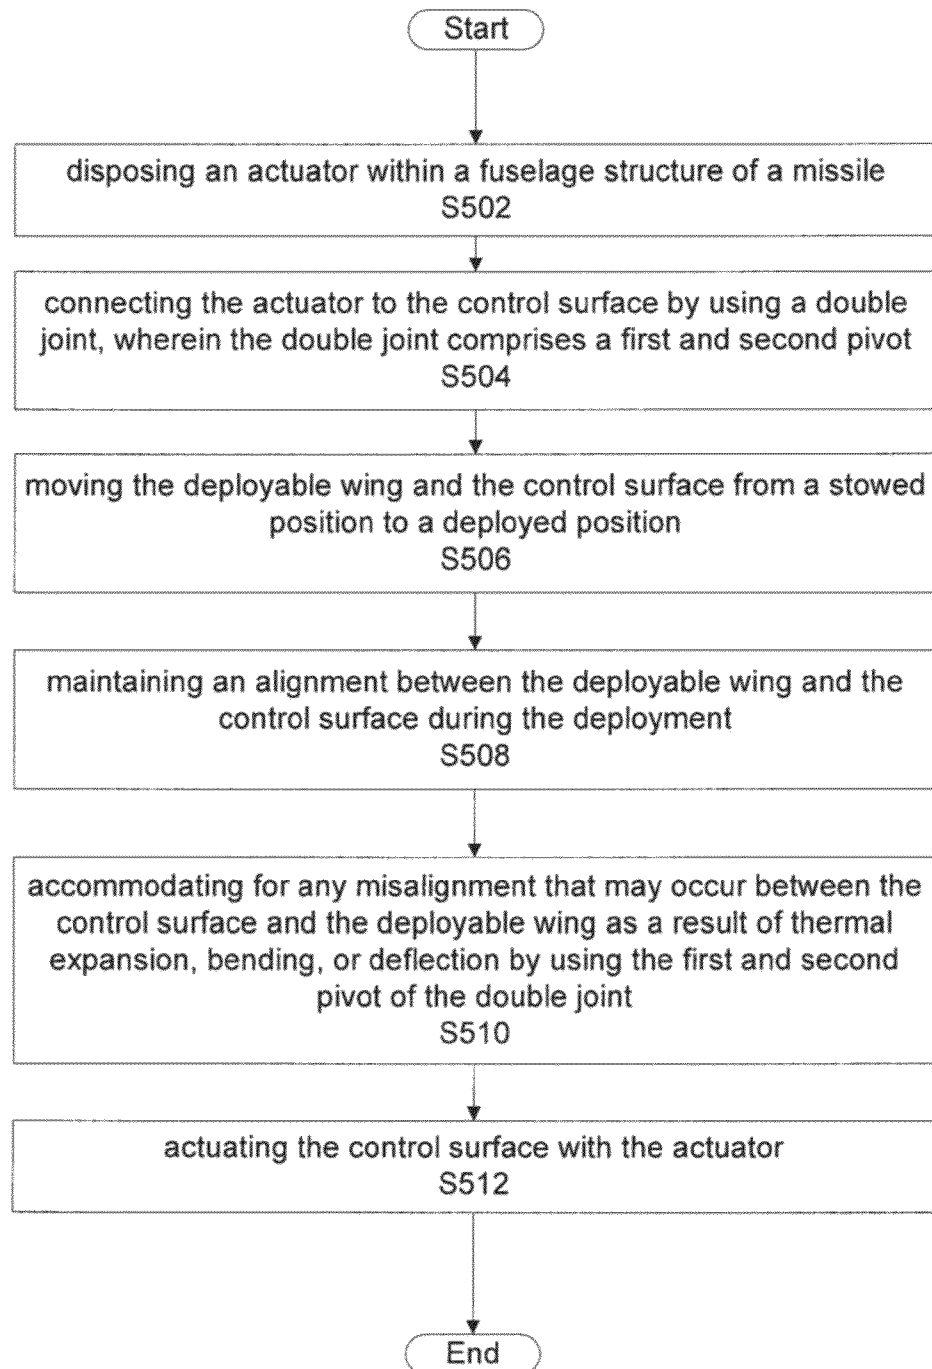 Start
disposing an actuator within a fuselage structure of a missile
S502
connecting the actuator to the control surface by using a double
joint, wherein the double joint comprises a first and second pivot
S504
moving the deployable wing and the control surface from a stowed
position to a deployed position
S506
maintaining an alignment between the deployable wing and the
control surface during the deployment
S508
accommodating for any misalignment that may occur between the
control surface and the deployable wing as a result of thermal
expansion, bending, or deflection by using the first and second
pivot of the double joint
S510
actuating the control surface with the actuator
S512
End